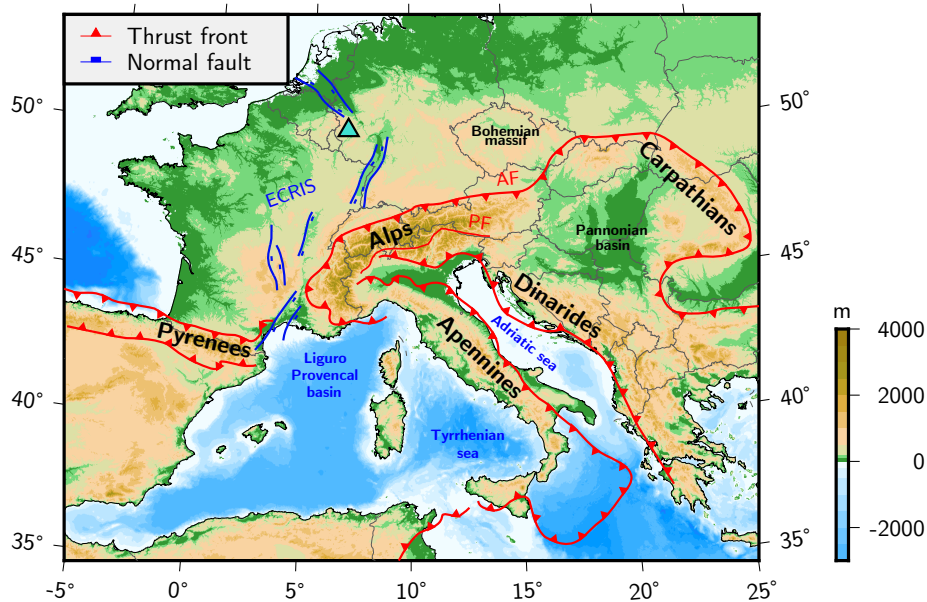 Thrust front
Normal fault
50°
50°
Bohemian
massif
Carpathians
AF
ECRIS
PF
Alps
Pannonian
basin
45°
45°
Dinarides
m
Adriatic sea
Pyrenees
Apennines
4000
Liguro
Provencal
basin
2000
40°
40°
Tyrrhenian
sea
0
-2000
35°
35°
-5°
0°
5°
10°
15°
20°
25°